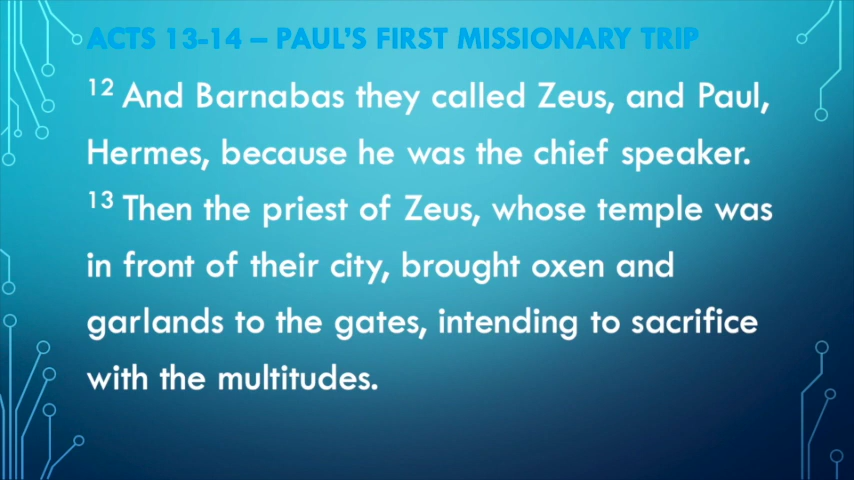 ACTS 13-14 – PAUL’S FIRST MISSIONARY TRIP
12 And Barnabas they called Zeus, and Paul,
Hermes, because he was the chief speaker.
13 Then the priest of Zeus, whose temple was
in front of their city, brought oxen and
garlands to the gates, intending to sacrifice
with the multitudes.